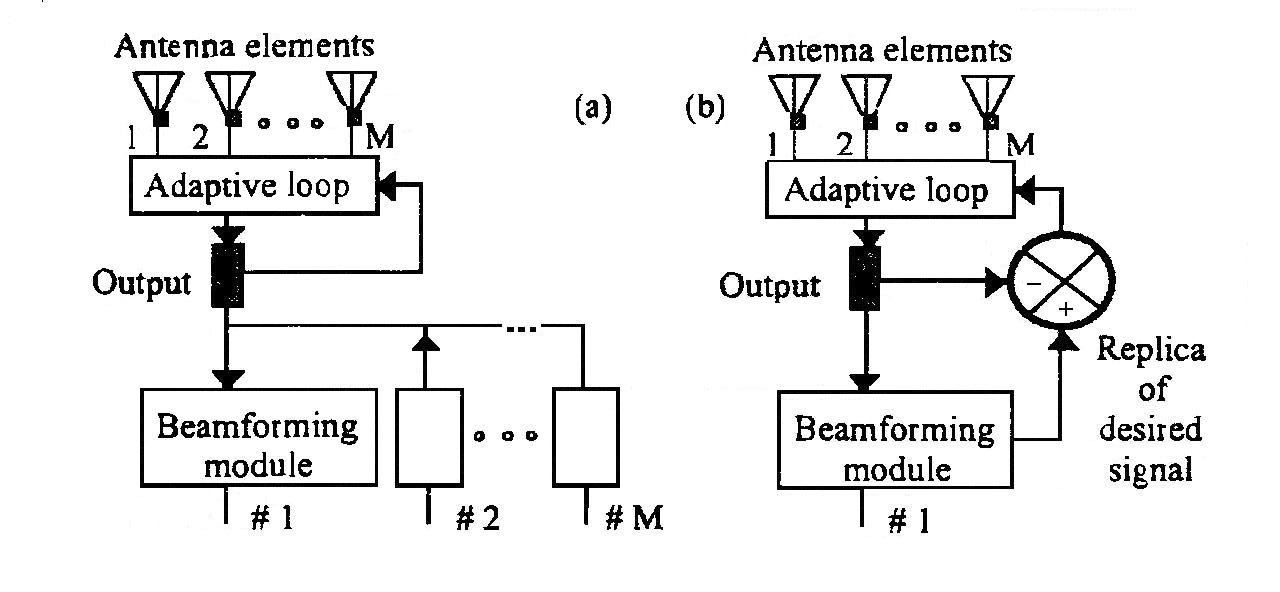 Antenna elements
1 2 M
Adaptive loop
Output
Beamforming
module
# 1 # 2 # M
(a)
(b)
Antenna elements
1 2 M
Adaptive loop
Output
−
+
Replica
of
desired
signal
Beamforming
module
# 1